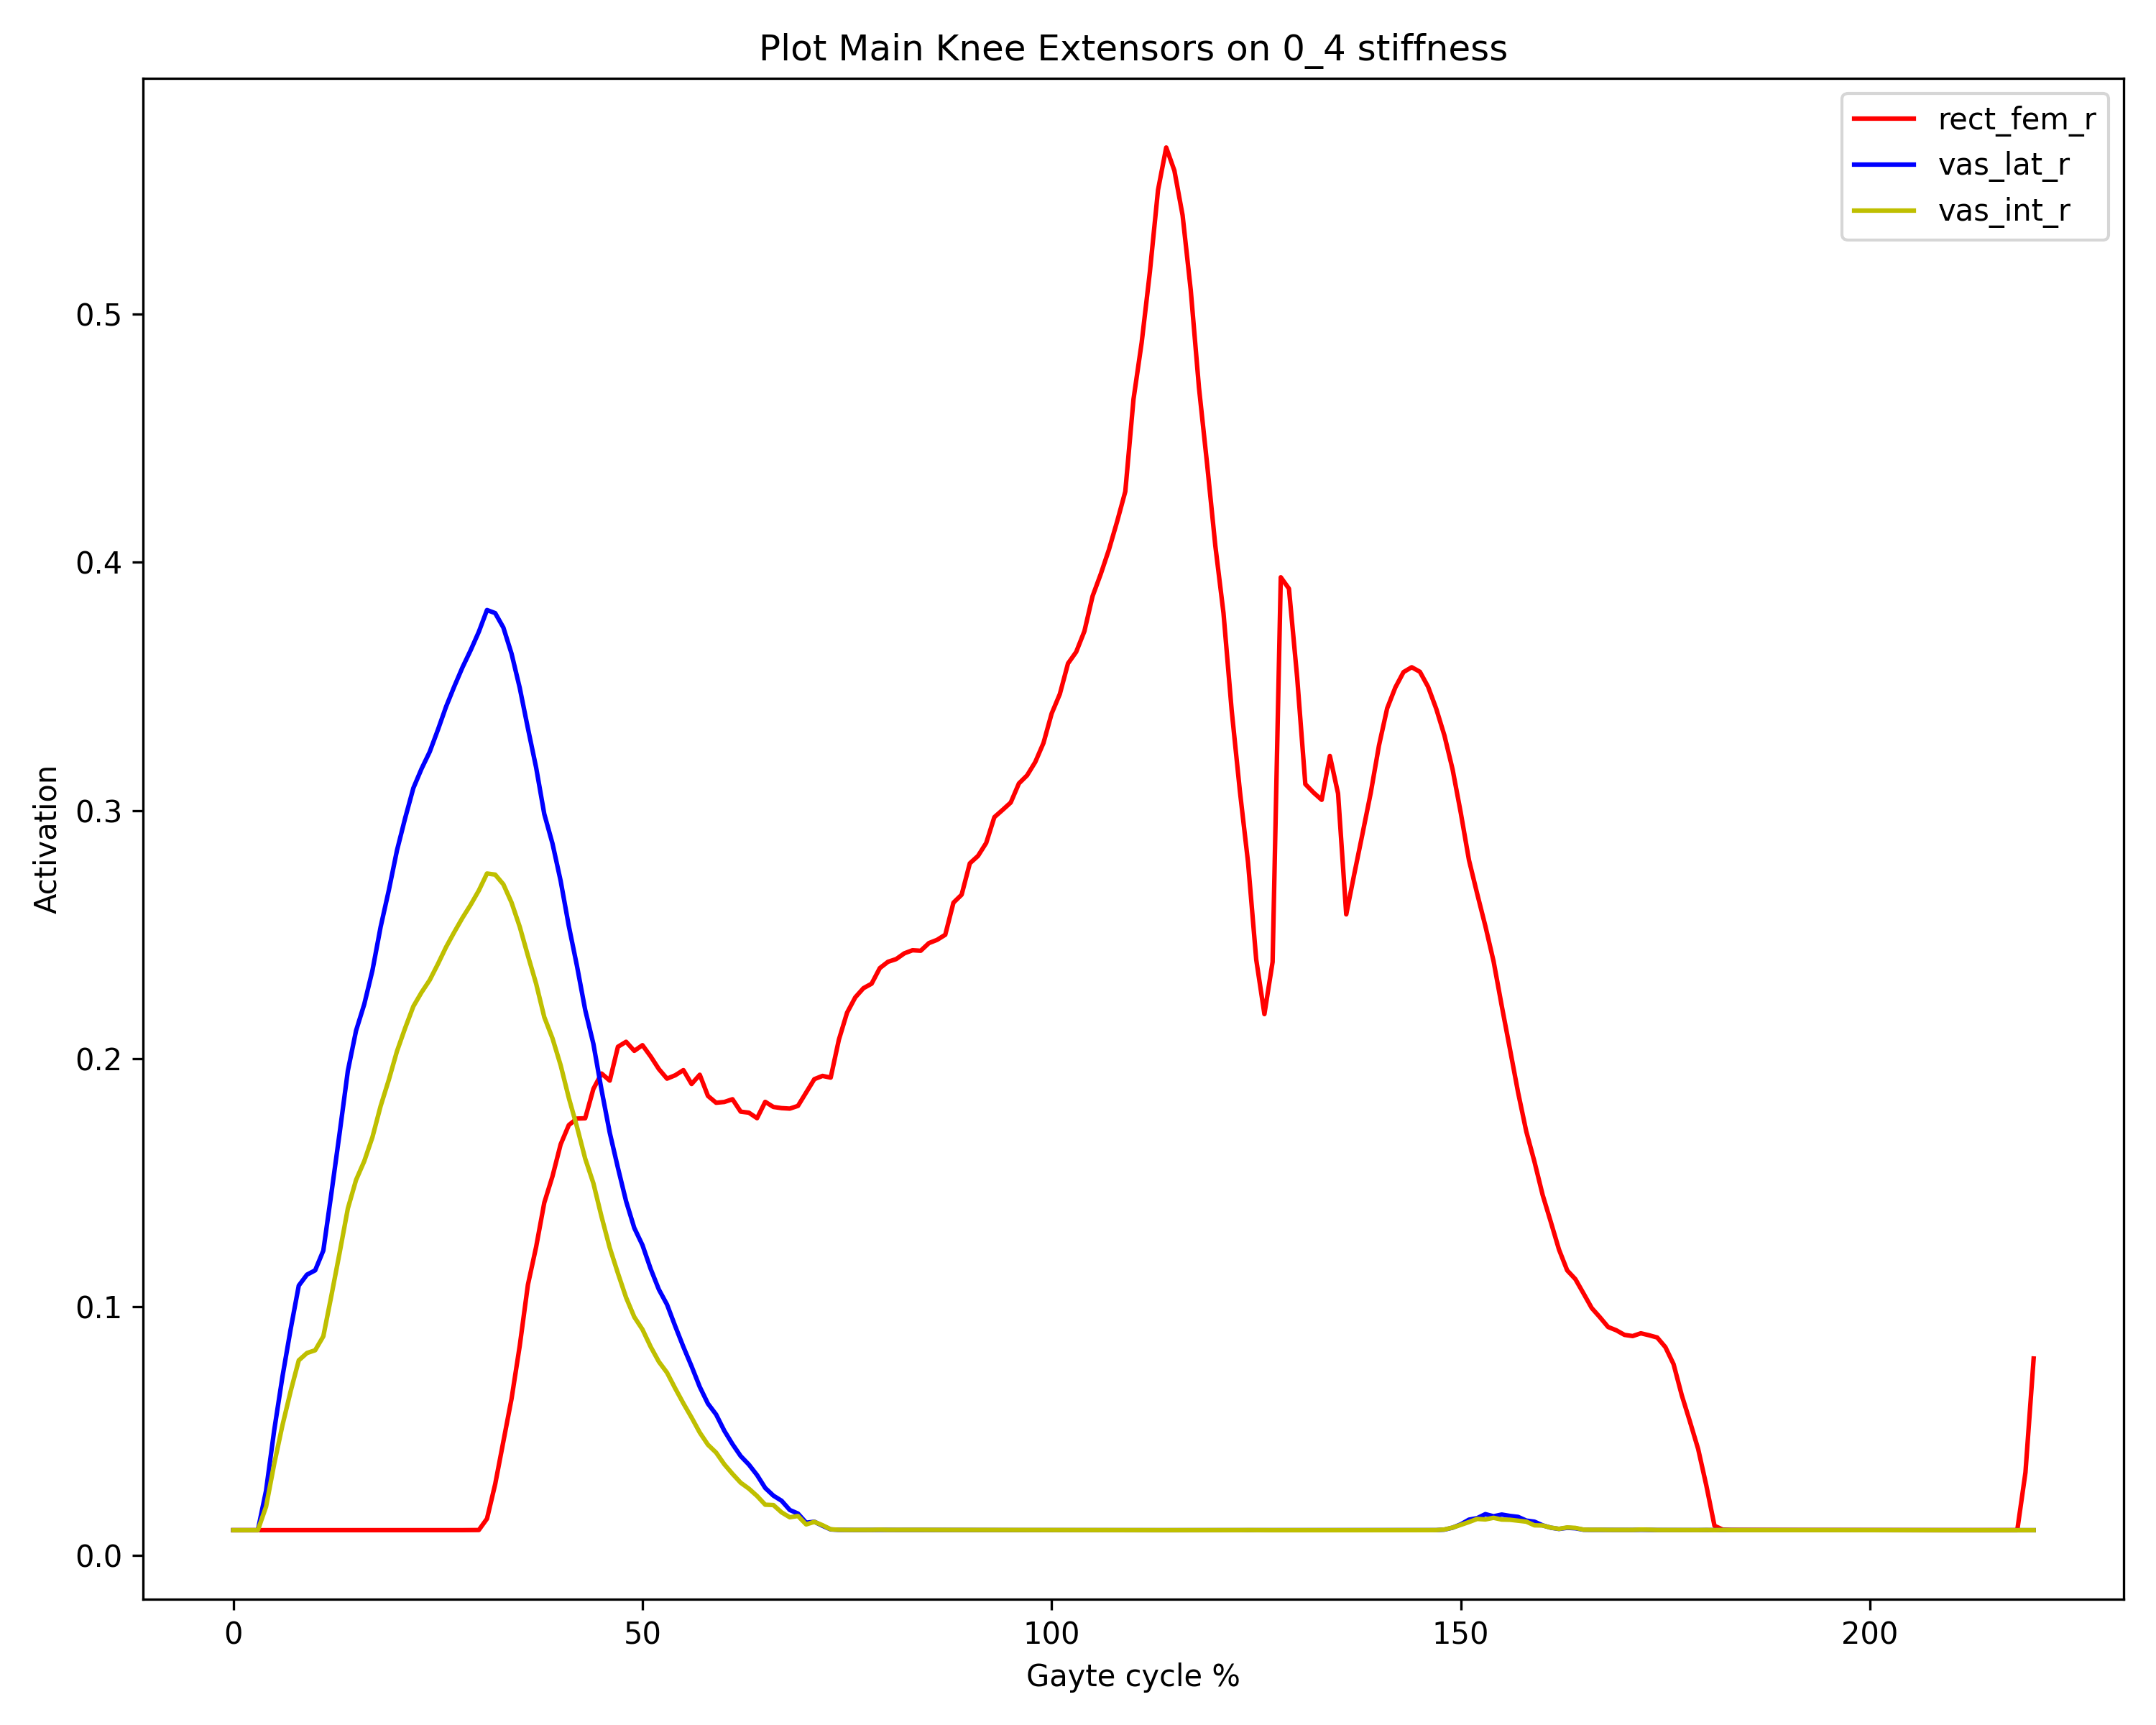 Plot Main Knee Extensors on 0_4 stiffness
rect_fem_r
vas_lat_r
vas_int_r
Activation
0.5
0.4
0.3
0.2
0.1
0.0
0 50 100 150 200
Gayte cycle %